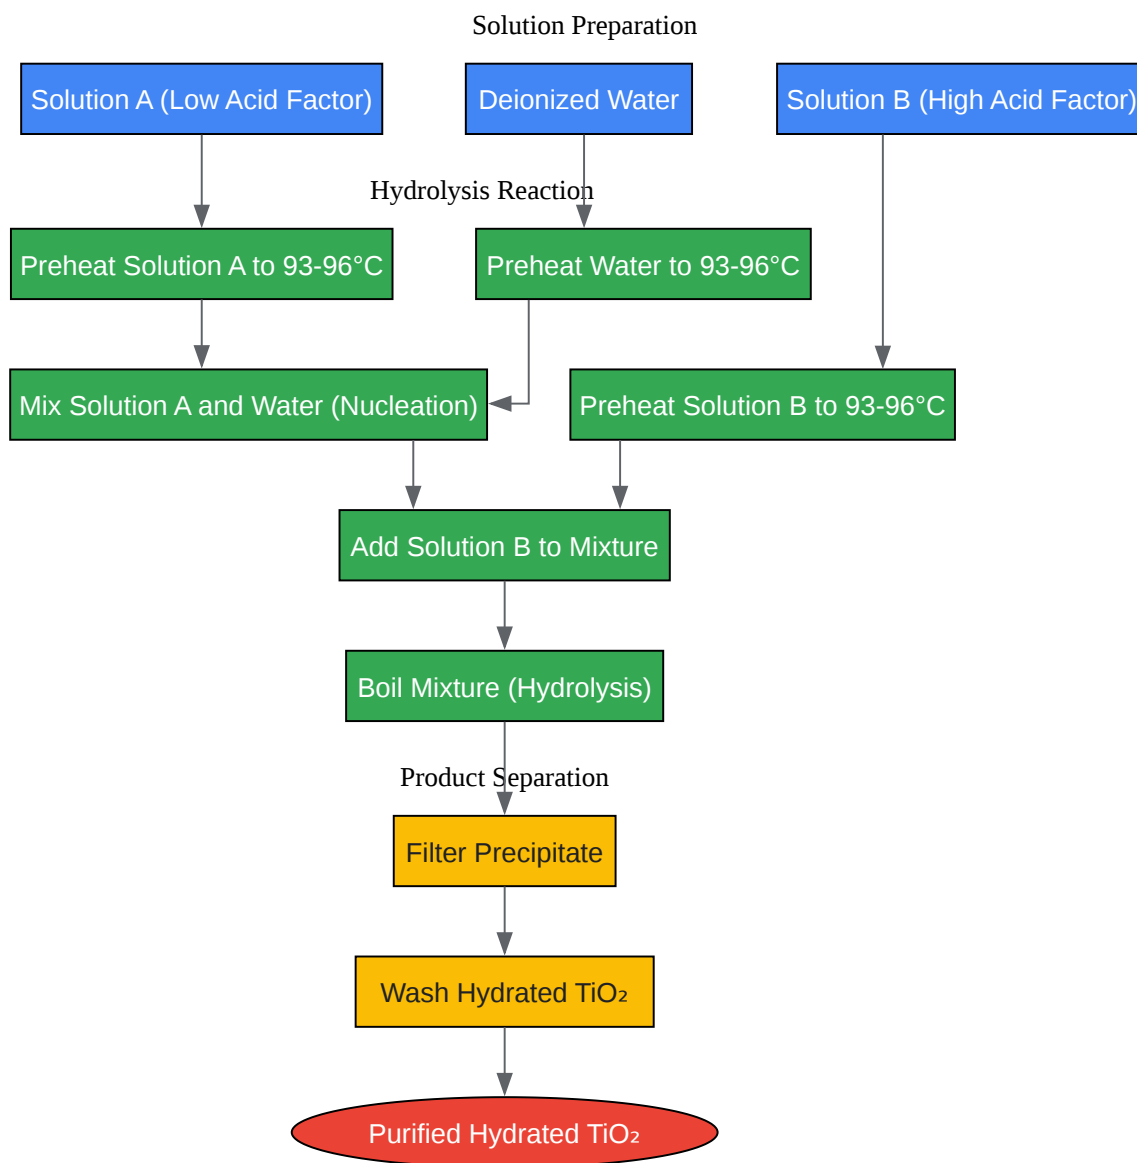 Solution Preparation
Solution A (Low Acid Factor)
Deionized Water
Solution B (High Acid Factor)
Hydrolysis Reaction
Preheat Solution A to 93-96°C
Preheat Water to 93-96°C
Mix Solution A and Water (Nucleation)
Preheat Solution B to 93-96°C
Add Solution B to Mixture
Boil Mixture (Hydrolysis)
Product Separation
Filter Precipitate
Wash Hydrated TiO₂
Purified Hydrated TiO₂